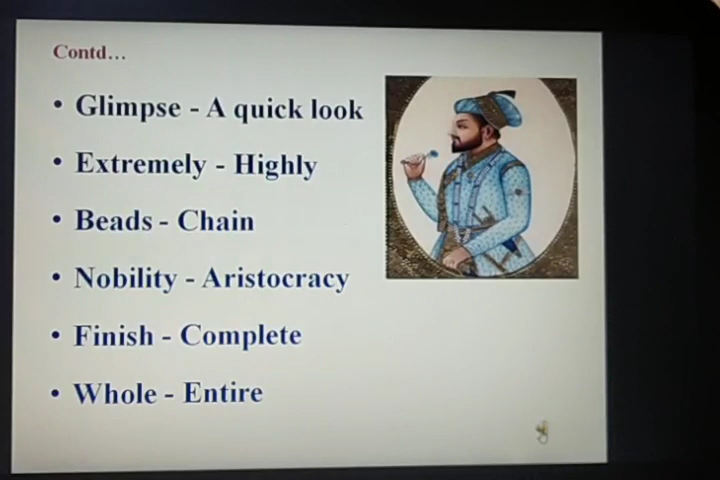 Contd…
• Glimpse - A quick look
• Extremely - Highly
• Beads - Chain
• Nobility - Aristocracy
• Finish - Complete
• Whole - Entire